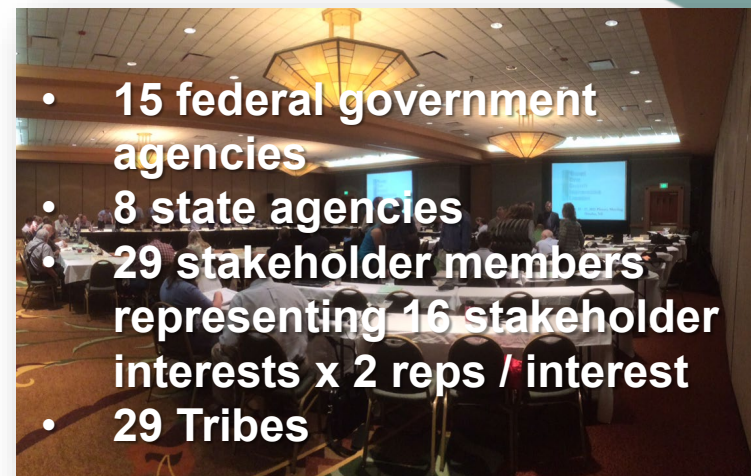 • 15 federal government
agencies
• 8 state agencies
• 29 stakeholder members
representing 16 stakeholder
interests x 2 reps / interest
• 29 Tribes